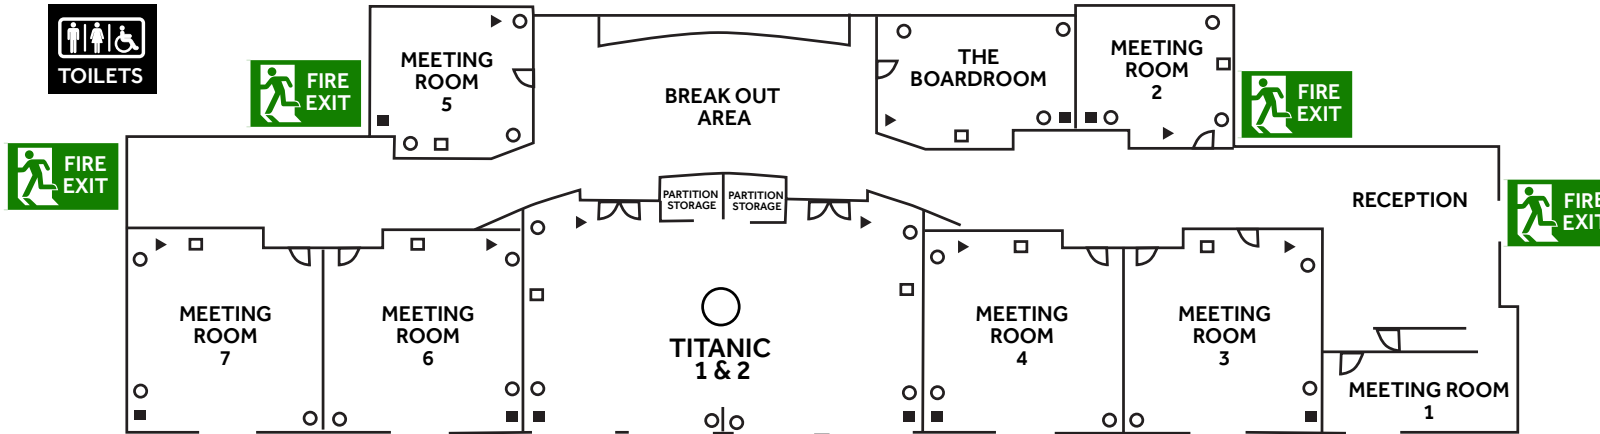 TOILETS
FIRE
EXIT
MEETING
ROOM
5
BREAK OUT
AREA
THE
BOARDROOM
MEETING
ROOM
2
FIRE
EXIT
FIRE
EXIT
PARTITION
STORAGE
PARTITION
STORAGE
RECEPTION
FIRE
EXIT
MEETING
ROOM
7
MEETING
ROOM
6
TITANIC
1 & 2
MEETING
ROOM
4
MEETING
ROOM
3
MEETING ROOM
1